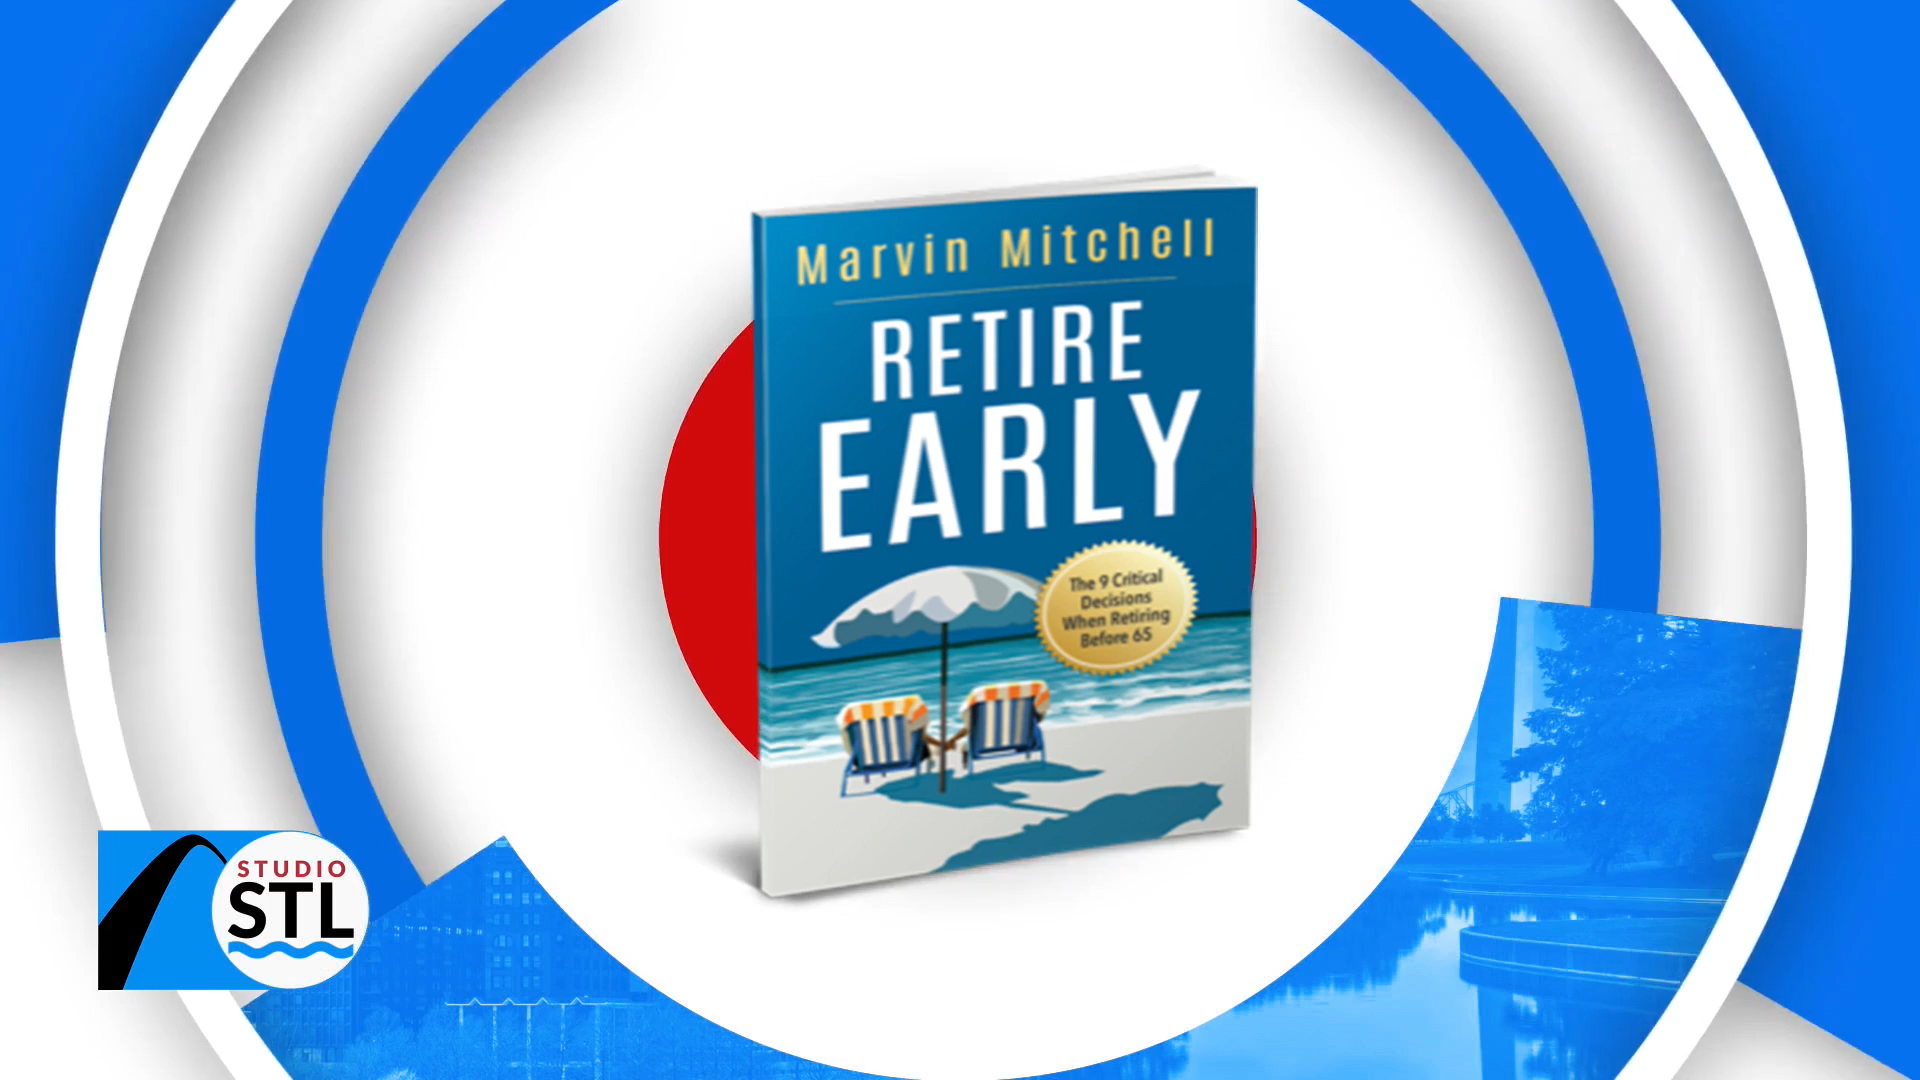 Marvin Mitchell
RETIRE
EARLY
The 9 Critical
Decisions
When Retiring
Before 65
STUDIO
STL